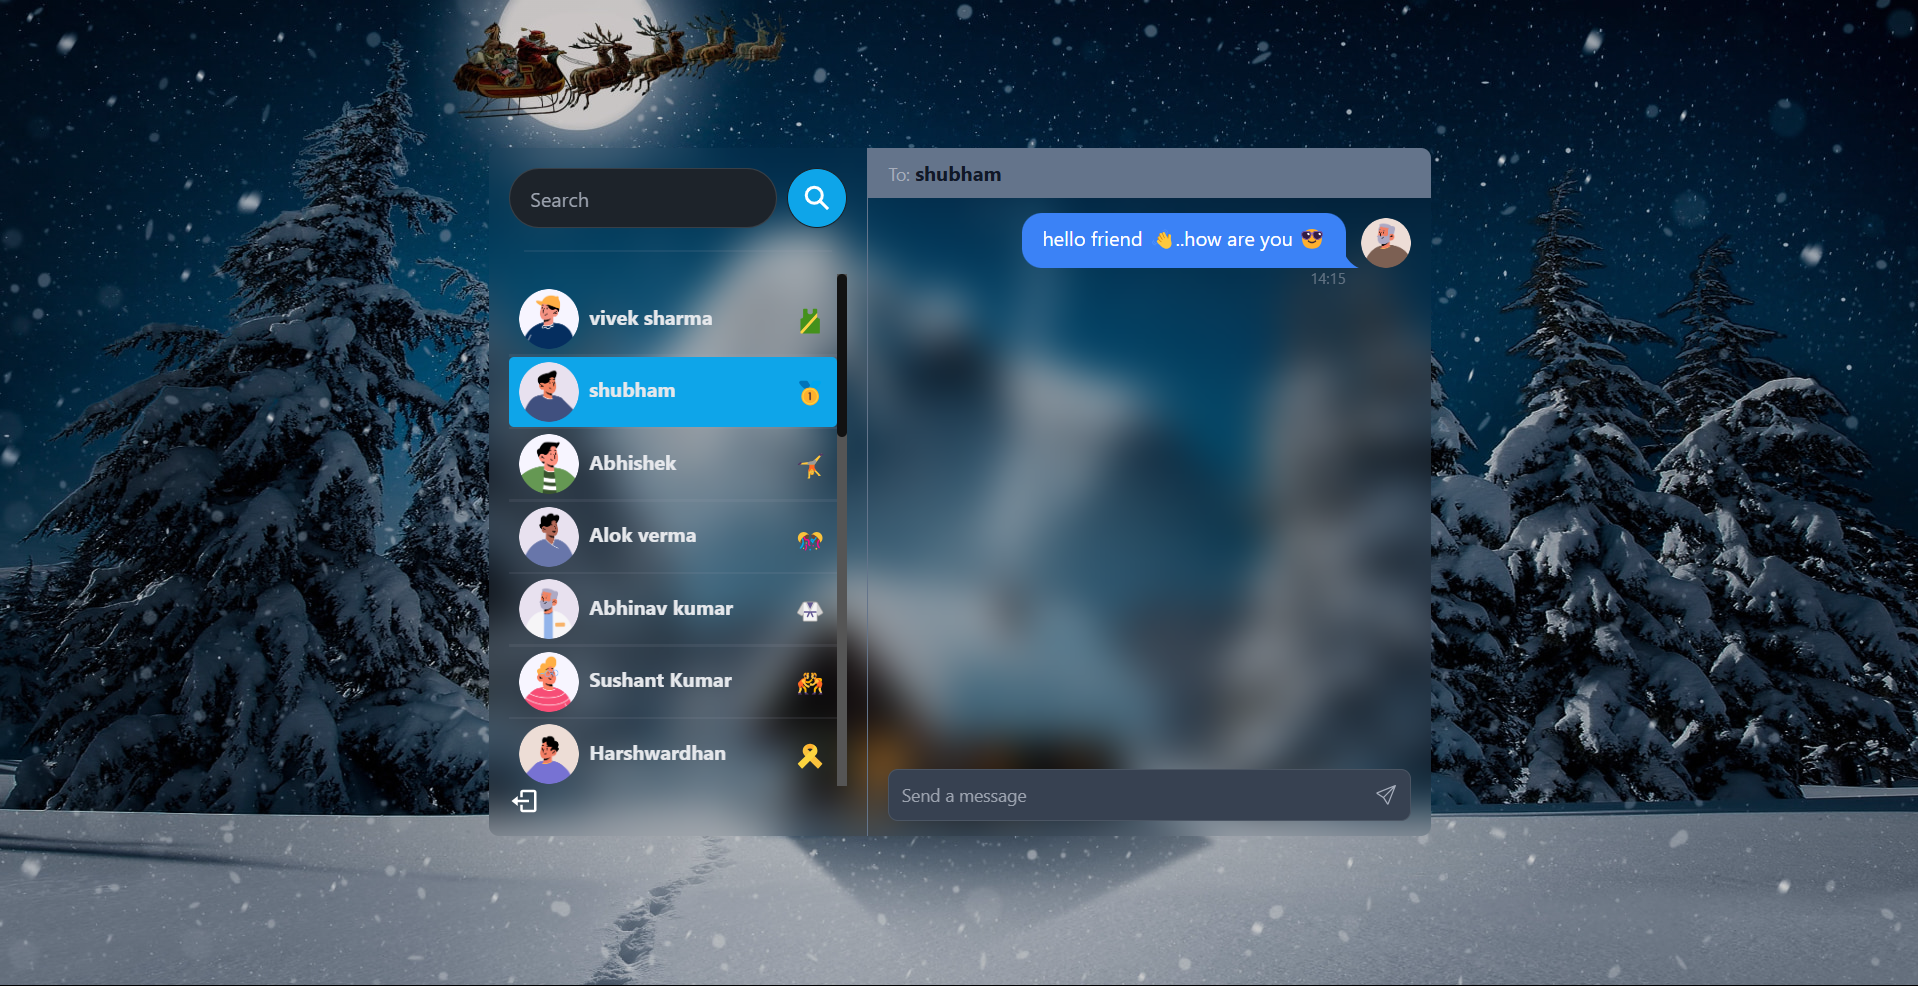 Search
vivek sharma
shubham
Abhishek
Alok verma
Abhinav kumar
Sushant Kumar
Harshwardhan
To: shubham
hello friend 👋..how are you 😎
14:15
Send a message